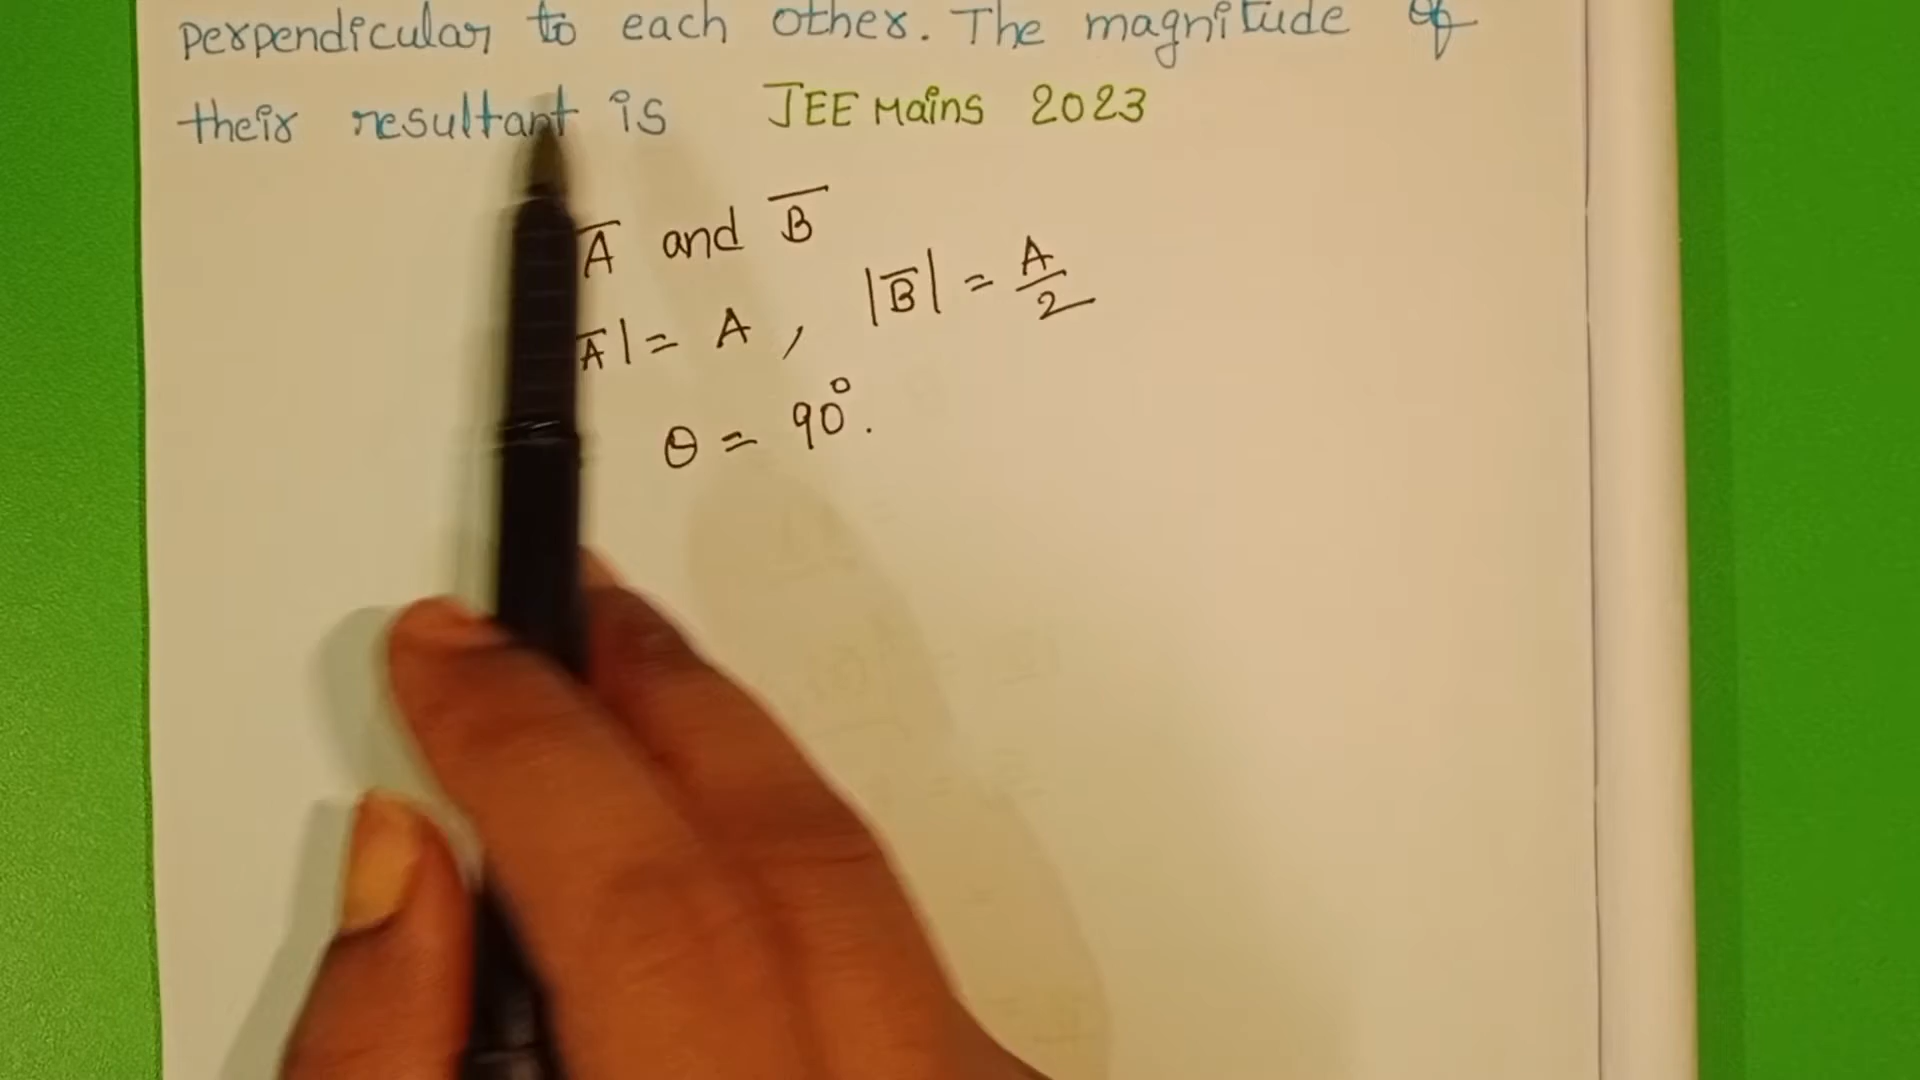 perpendicular to each other. The magnitude of
their resultant is JEE Mains 2023
A and B
A| = A , |B| = A/2
θ = 90°.